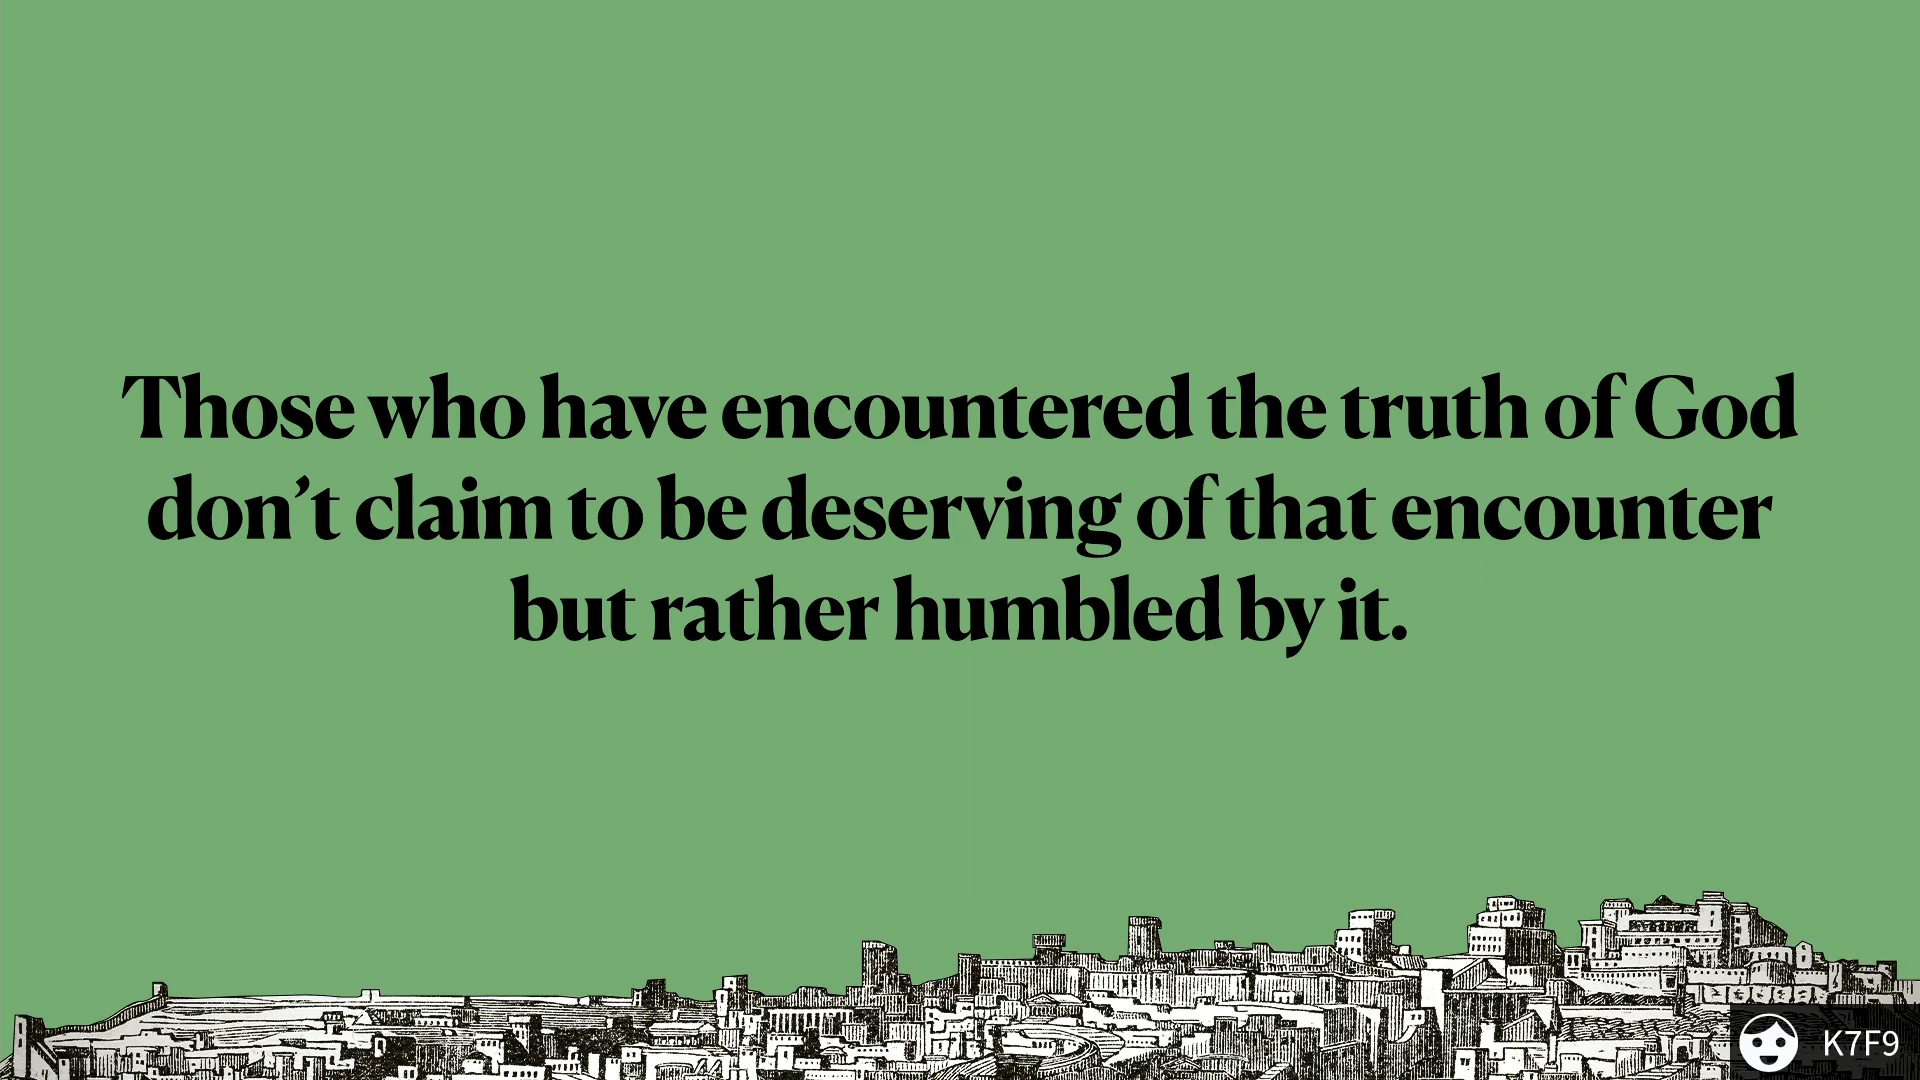 Those who have encountered the truth of God
don’t claim to be deserving of that encounter
but rather humbled by it.
K7F9